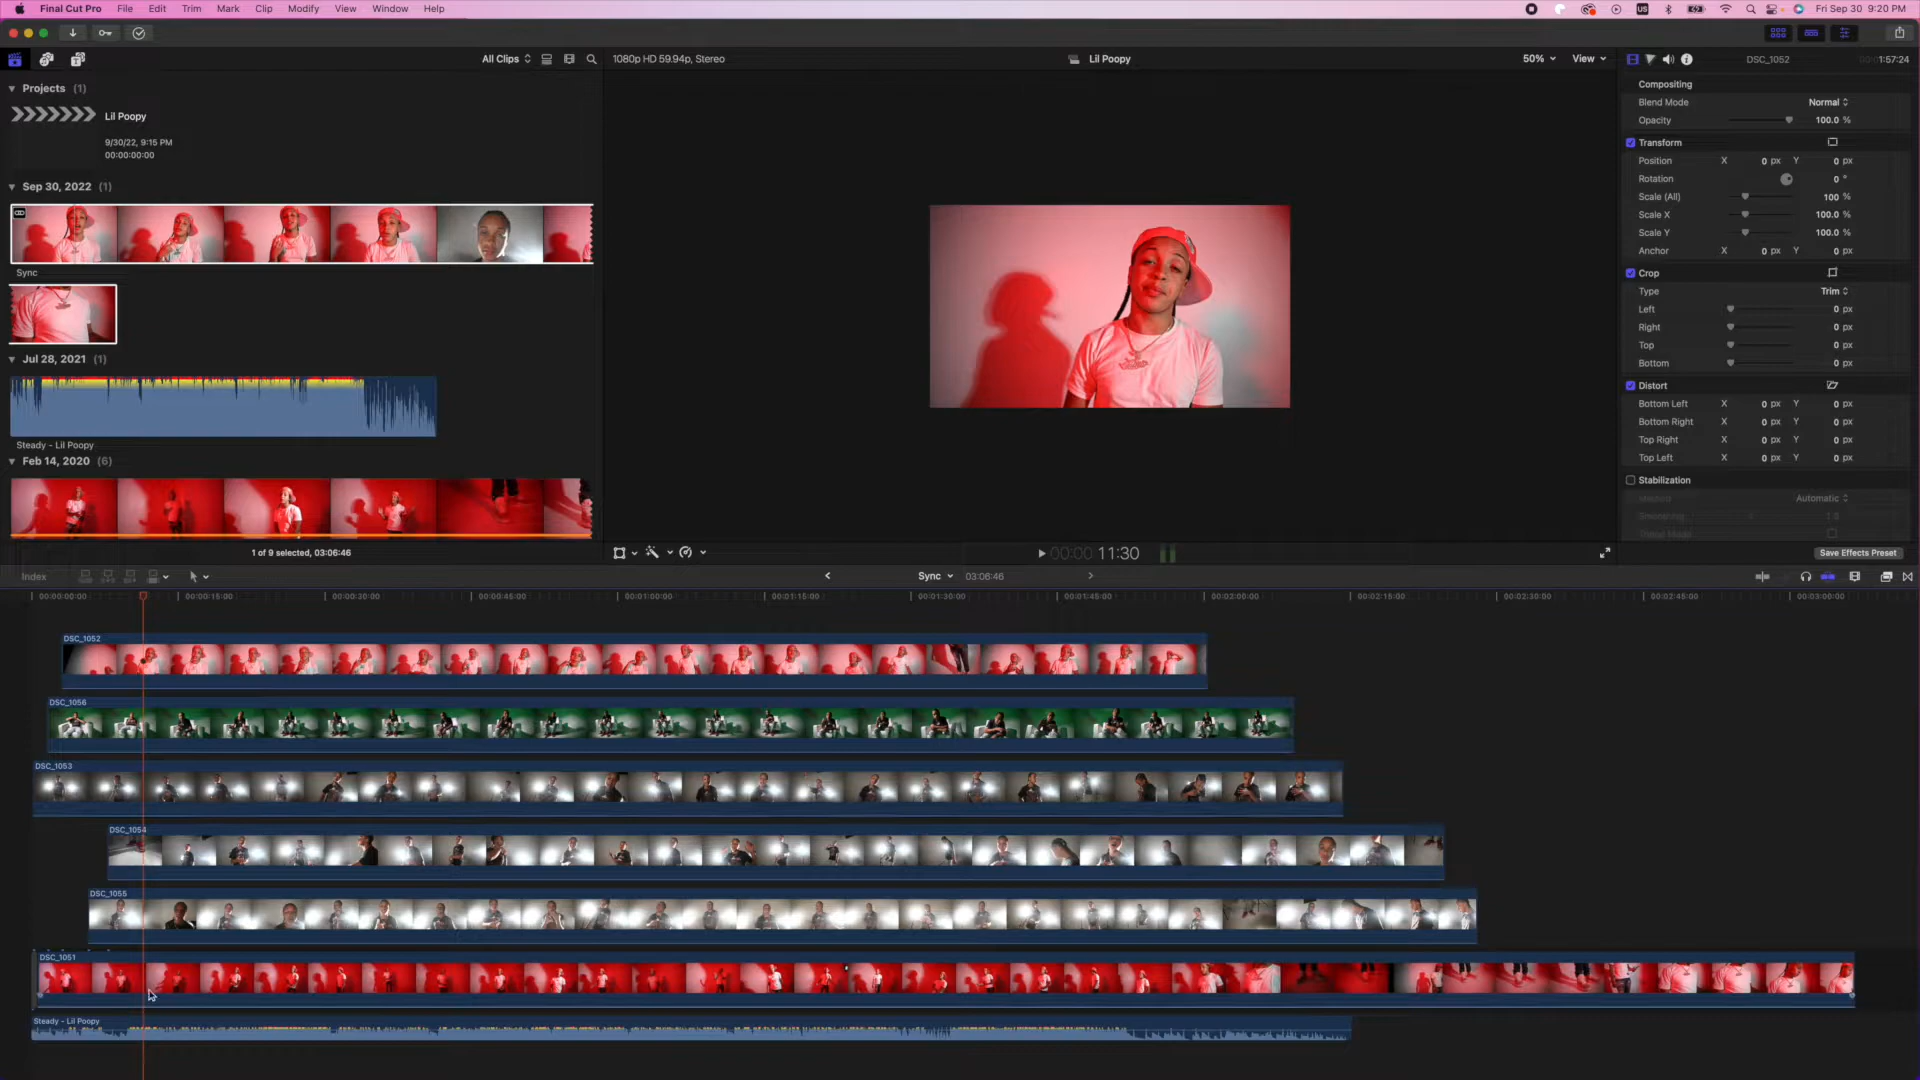 Final Cut Pro File Edit Trim Mark Clip Modify View Window Help US Fri Sep 30 9:20 PM
All Clips 1080p HD 59.94p, Stereo Lil Poopy 50% View DSC_1052 1:57:24
Projects (1)
Lil Poopy
9/30/22, 9:15 PM
00:00:00:00
Sep 30, 2022 (1)
Sync
Jul 28, 2021 (1)
Steady - Lil Poopy
Feb 14, 2020 (6)
1 of 9 selected, 03:06:46
00:00 11:30
Compositing
Blend Mode Normal
Opacity 100.0 %
Transform
Position X 0 px Y 0 px
Rotation 0 °
Scale (All) 100 %
Scale X 100.0 %
Scale Y 100.0 %
Anchor X 0 px Y 0 px
Crop
Type Trim
Left 0 px
Right 0 px
Top 0 px
Bottom 0 px
Distort
Bottom Left X 0 px Y 0 px
Bottom Right X 0 px Y 0 px
Top Right X 0 px Y 0 px
Top Left X 0 px Y 0 px
Stabilization
Method Automatic
Smoothing 1.0
Save Effects Preset
Index Sync 03:06:46
00:00:00:00 00:00:15:00 00:00:30:00 00:00:45:00 00:01:00:00 00:01:15:00 00:01:30:00 00:01:45:00 00:02:00:00 00:02:15:00 00:02:30:00 00:02:45:00 00:03:00:00
DSC_1052
DSC_1056
DSC_1053
DSC_1054
DSC_1055
DSC_1051
Steady - Lil Poopy